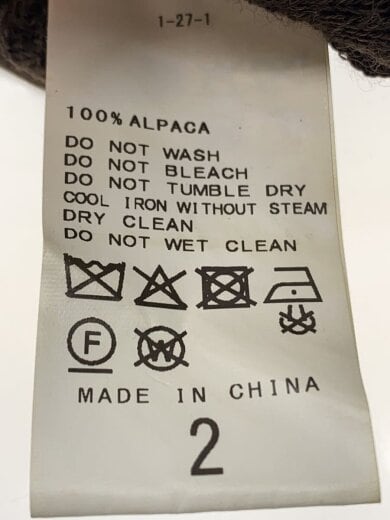 1-27-1
100% ALPACA
DO NOT WASH
DO NOT BLEACH
DO NOT TUMBLE DRY
COOL IRON WITHOUT STEAM
DRY CLEAN
DO NOT WET CLEAN
F W
MADE IN CHINA
2